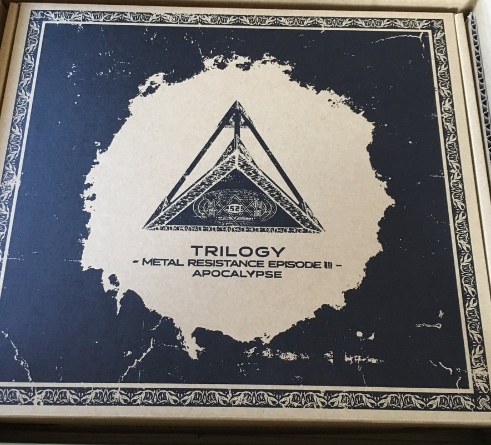 TRILOGY
- METAL RESISTANCE EPISODE III -
APOCALYPSE